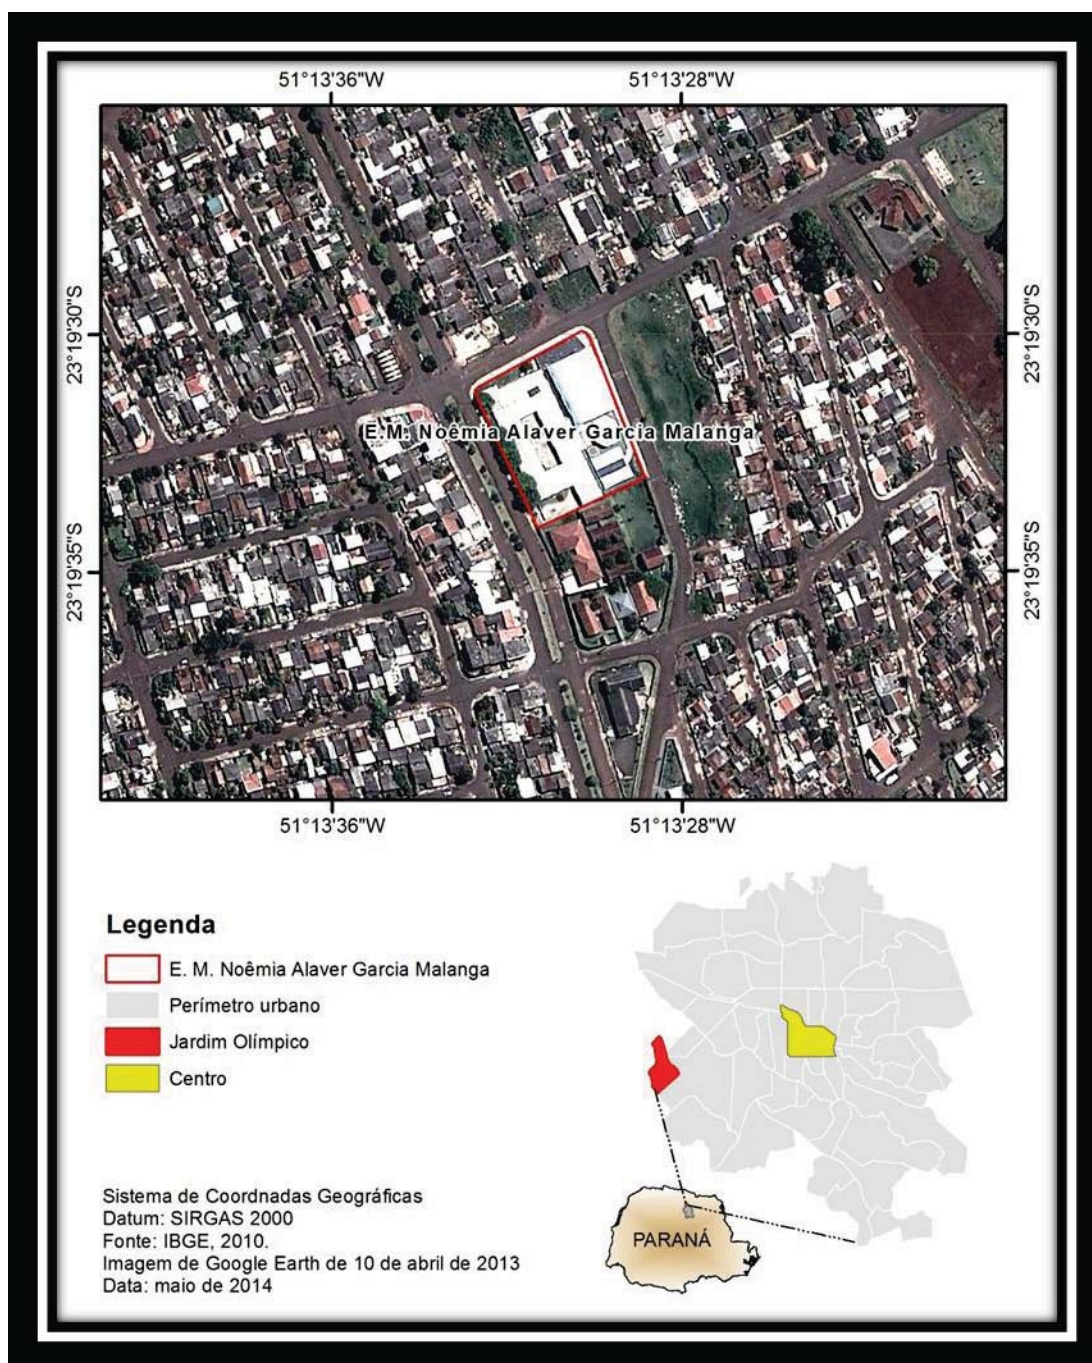 51°13'36"W
51°13'28"W
23°19'30"S
23°19'30"S
E.M. Noêmia Alaver Garcia Malanga
23°19'35"S
23°19'35"S
51°13'36"W
51°13'28"W
Legenda
E. M. Noêmia Alaver Garcia Malanga
Perímetro urbano
Jardim Olímpico
Centro
Sistema de Coordnadas Geográficas
Datum: SIRGAS 2000
Fonte: IBGE, 2010.
Imagem de Google Earth de 10 de abril de 2013
Data: maio de 2014
PARANÁ